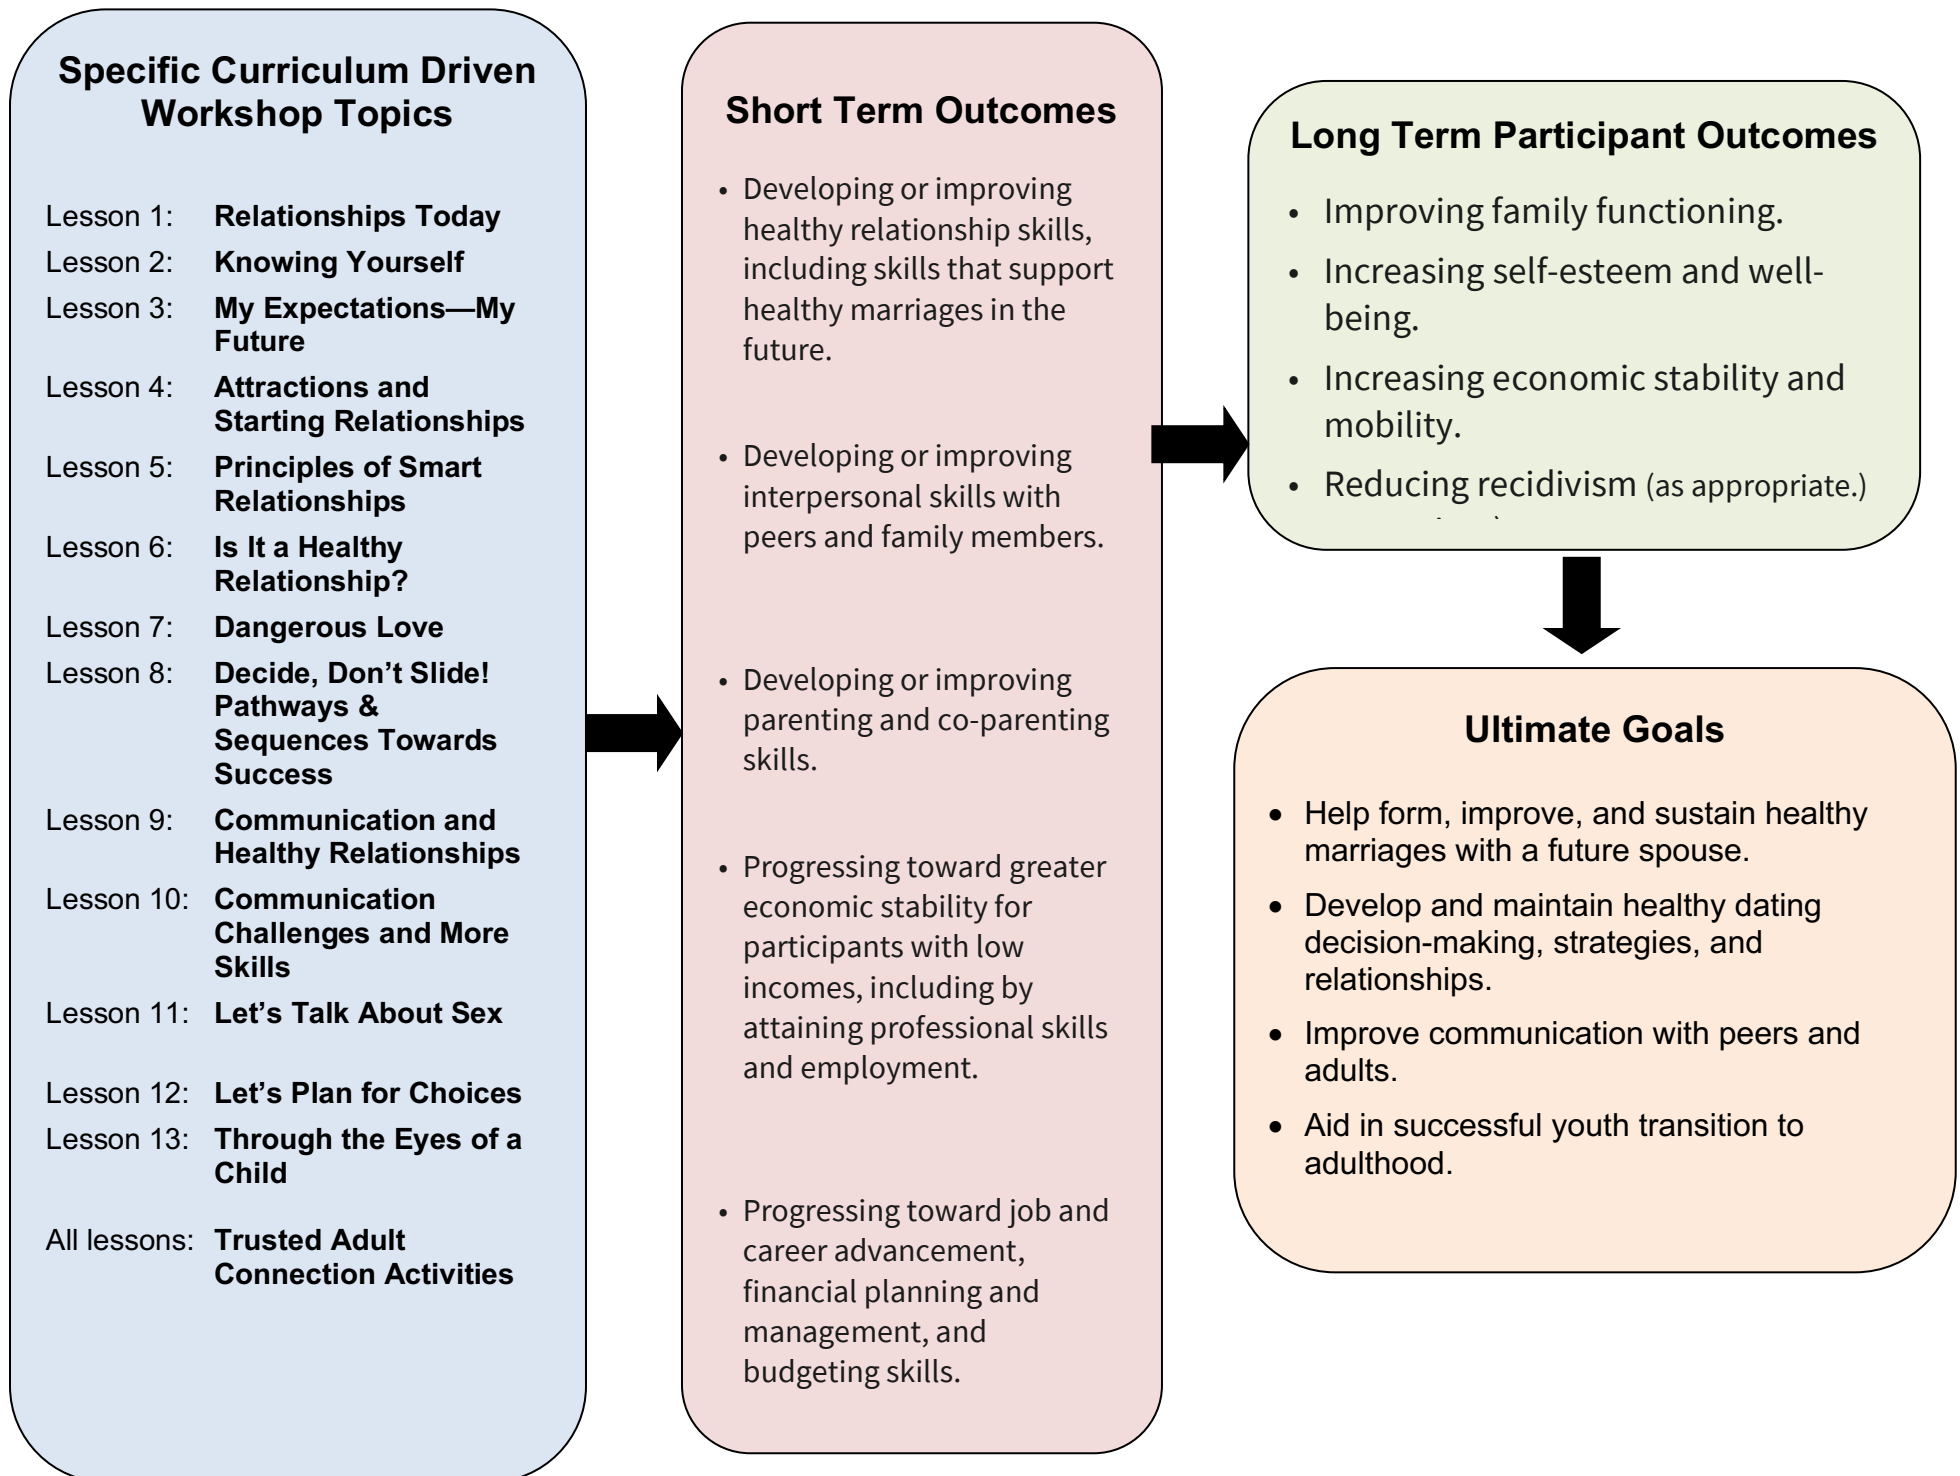 Specific Curriculum Driven
Workshop Topics
Lesson 1: Relationships Today
Lesson 2: Knowing Yourself
Lesson 3: My Expectations—My
Future
Lesson 4: Attractions and
Starting Relationships
Lesson 5: Principles of Smart
Relationships
Lesson 6: Is It a Healthy
Relationship?
Lesson 7: Dangerous Love
Lesson 8: Decide, Don’t Slide!
Pathways &
Sequences Towards
Success
Lesson 9: Communication and
Healthy Relationships
Lesson 10: Communication
Challenges and More
Skills
Lesson 11: Let’s Talk About Sex
Lesson 12: Let’s Plan for Choices
Lesson 13: Through the Eyes of a
Child
All lessons: Trusted Adult
Connection Activities
Short Term Outcomes
• Developing or improving
healthy relationship skills,
including skills that support
healthy marriages in the
future.
• Developing or improving
interpersonal skills with
peers and family members.
• Developing or improving
parenting and co-parenting
skills.
• Progressing toward greater
economic stability for
participants with low
incomes, including by
attaining professional skills
and employment.
• Progressing toward job and
career advancement,
financial planning and
management, and
budgeting skills.
Long Term Participant Outcomes
• Improving family functioning.
• Increasing self-esteem and well-
being.
• Increasing economic stability and
mobility.
• Reducing recidivism (as appropriate.)
Ultimate Goals
• Help form, improve, and sustain healthy
marriages with a future spouse.
• Develop and maintain healthy dating
decision-making, strategies, and
relationships.
• Improve communication with peers and
adults.
• Aid in successful youth transition to
adulthood.